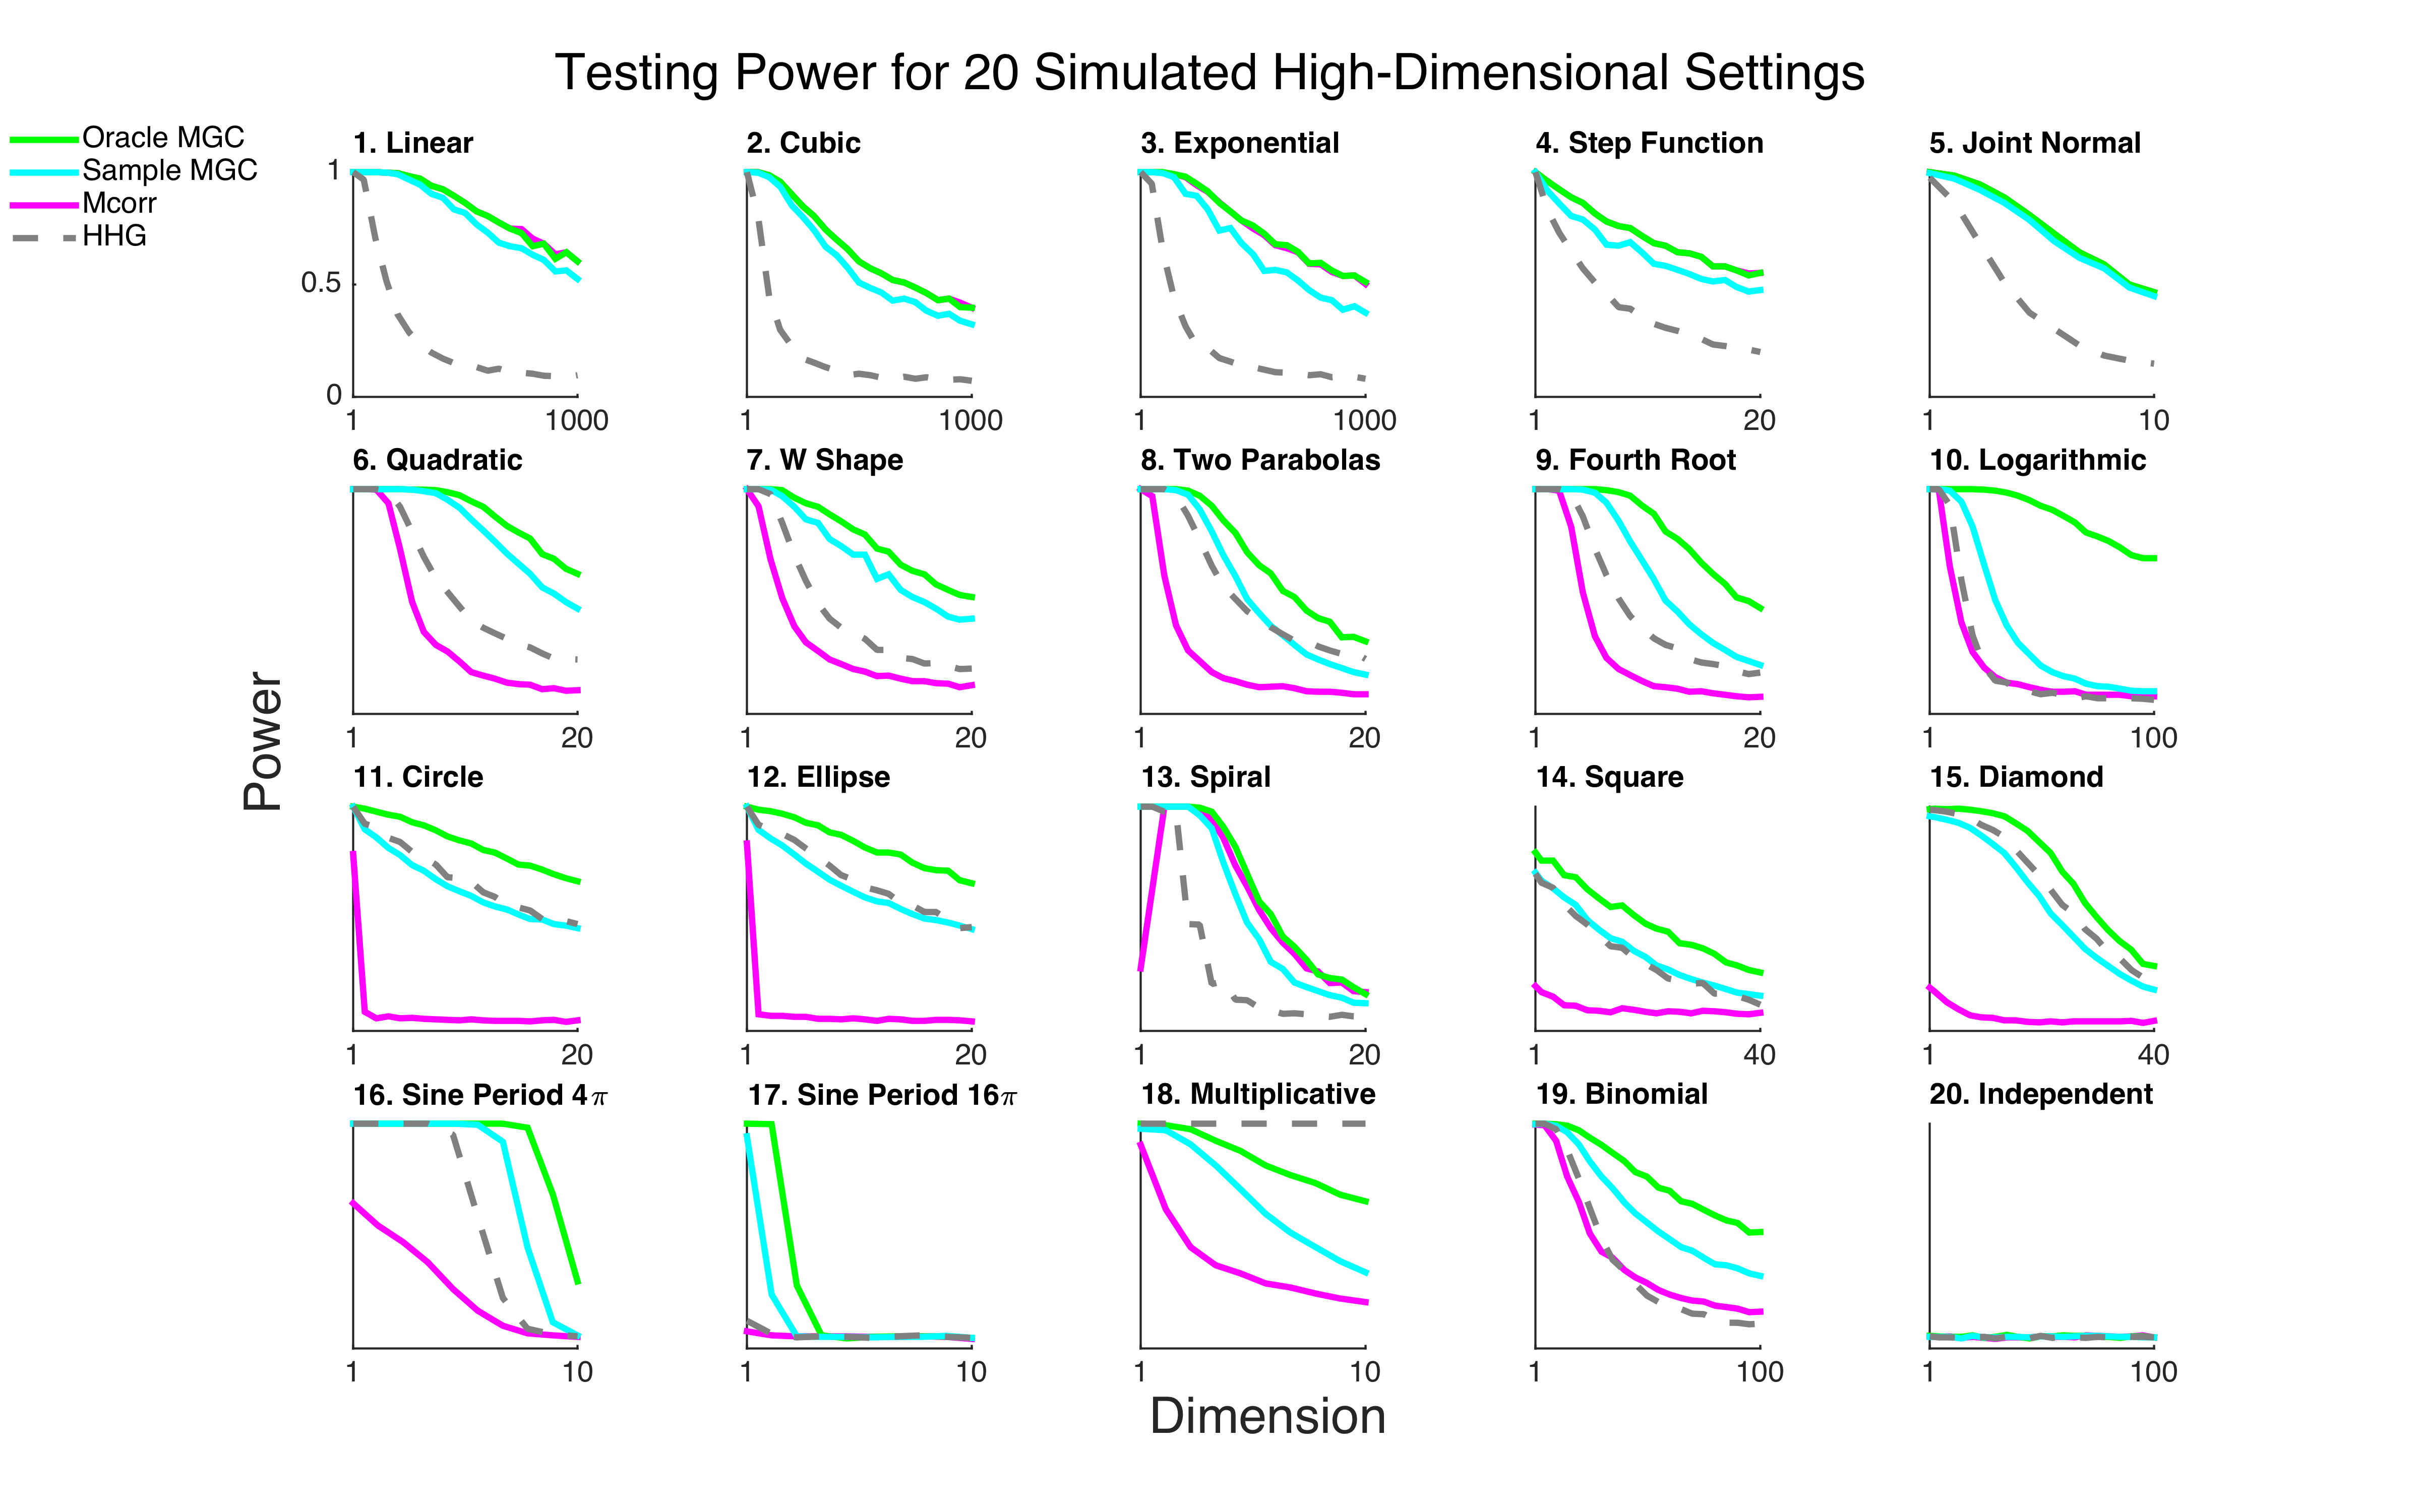 Testing Power for 20 Simulated High-Dimensional Settings
Oracle MGC
Sample MGC
Mcorr
HHG
1. Linear
2. Cubic
3. Exponential
4. Step Function
5. Joint Normal
1
0.5
0
1 1000
1 1000
1 1000
1 20
1 10
6. Quadratic
7. W Shape
8. Two Parabolas
9. Fourth Root
10. Logarithmic
1 20
1 20
1 20
1 20
1 100
Power
11. Circle
12. Ellipse
13. Spiral
14. Square
15. Diamond
1 20
1 20
1 20
1 40
1 40
16. Sine Period 4π
17. Sine Period 16π
18. Multiplicative
19. Binomial
20. Independent
1 10
1 10
1 10
1 100
1 100
Dimension